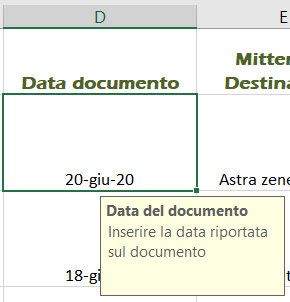 D E
Mitter
Data documento Destina
20-giu-20 Astra zene
Data del documento
Inserire la data riportata
sul documento
18-gi t